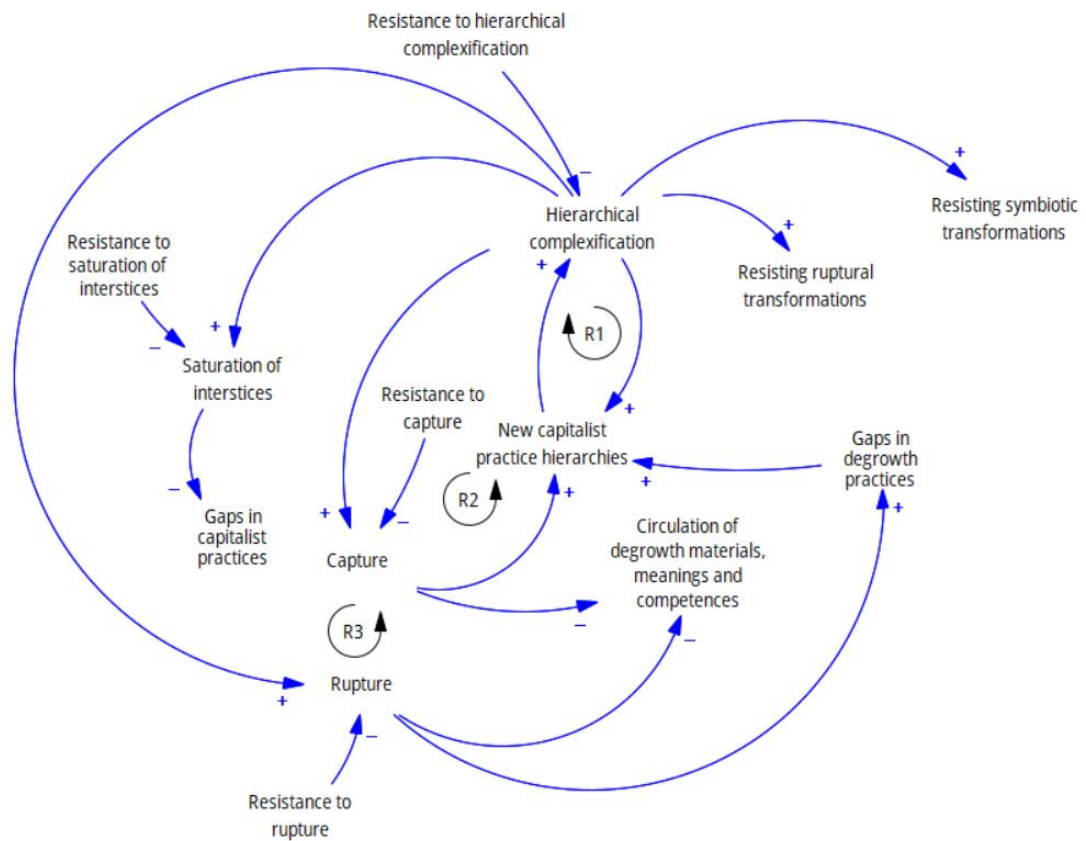 Resistance to hierarchical
complexification
–
+
Hierarchical
complexification
Resisting symbiotic
transformations
+
Resisting ruptural
transformations
Resistance to
saturation of
interstices
–
+
Saturation of
interstices
+
R1
+
Resistance to
capture
New capitalist
practice hierarchies
+
Gaps in
degrowth
practices
+
–
Gaps in
capitalist
practices
R2
+
+
–
Capture
Circulation of
degrowth materials,
meanings and
competences
–
–
R3
Rupture
+
–
Resistance to
rupture